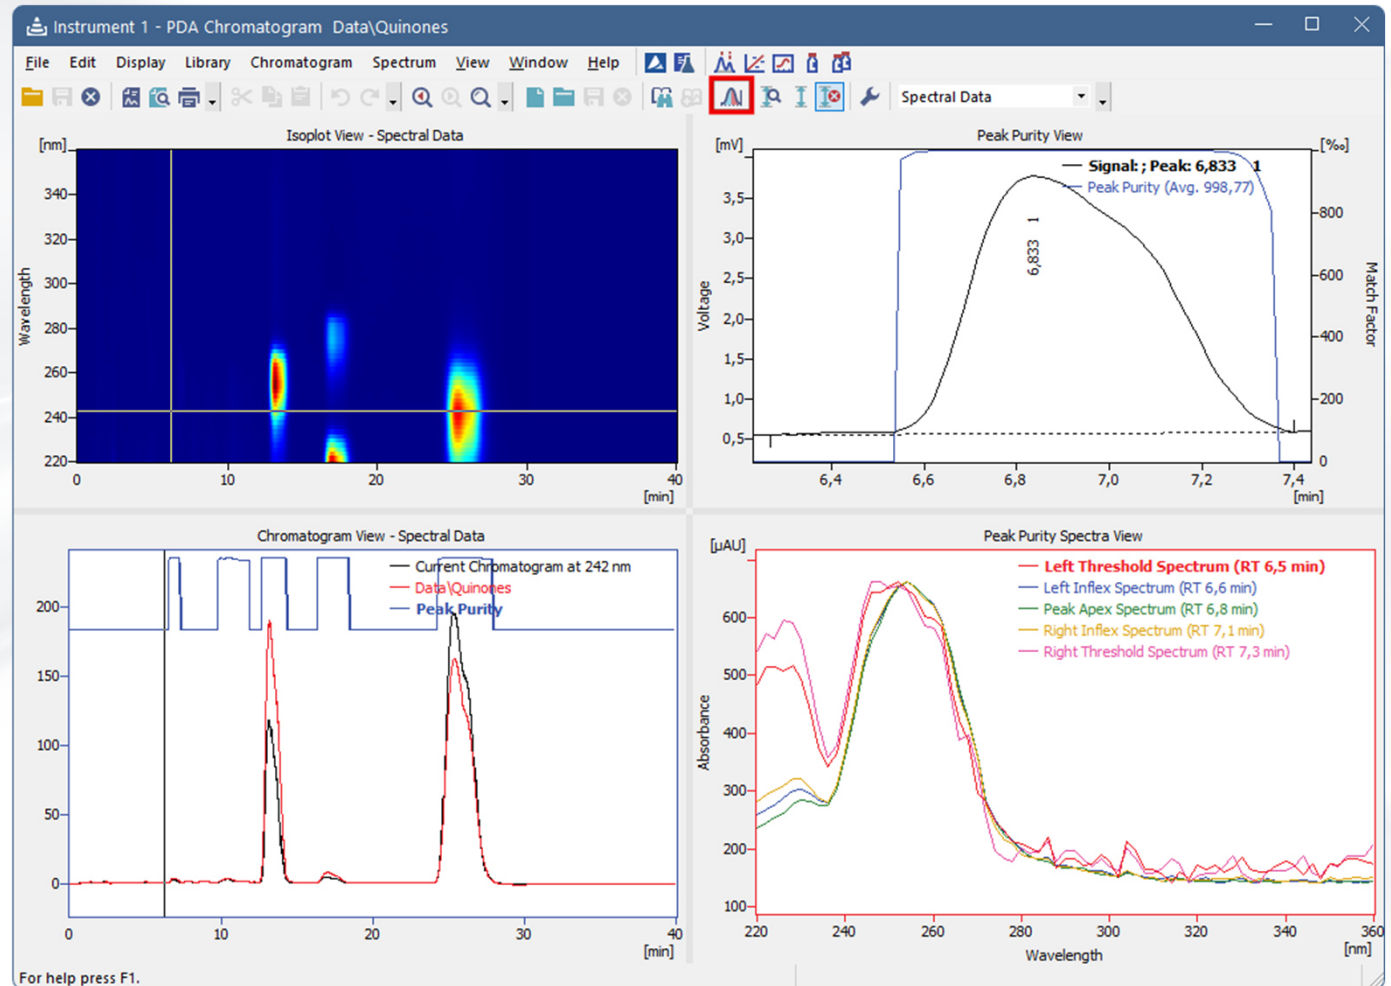 Instrument 1 - PDA Chromatogram Data\Quinones
File Edit Display Library Chromatogram Spectrum View Window Help
Spectral Data
Isoplot View - Spectral Data
[nm]
340
320
300
280
260
240
220
Wavelength
0 10 20 30 40
[min]
Peak Purity View
[mV]
[‰]
Signal: ; Peak: 6,833 1
Peak Purity (Avg. 998,77)
6,833 1
3,5
3,0
2,5
2,0
1,5
1,0
0,5
Voltage
800
600
400
200
0
Match Factor
6,4 6,6 6,8 7,0 7,2 7,4
[min]
Chromatogram View - Spectral Data
Current Chromatogram at 242 nm
Data\Quinones
Peak Purity
200
150
100
50
0
0 10 20 30 40
[min]
Peak Purity Spectra View
[µAU]
Left Threshold Spectrum (RT 6,5 min)
Left Inflex Spectrum (RT 6,6 min)
Peak Apex Spectrum (RT 6,8 min)
Right Inflex Spectrum (RT 7,1 min)
Right Threshold Spectrum (RT 7,3 min)
600
500
400
300
200
100
Absorbance
220 240 260 280 300 320 340 360
Wavelength
[nm]
For help press F1.